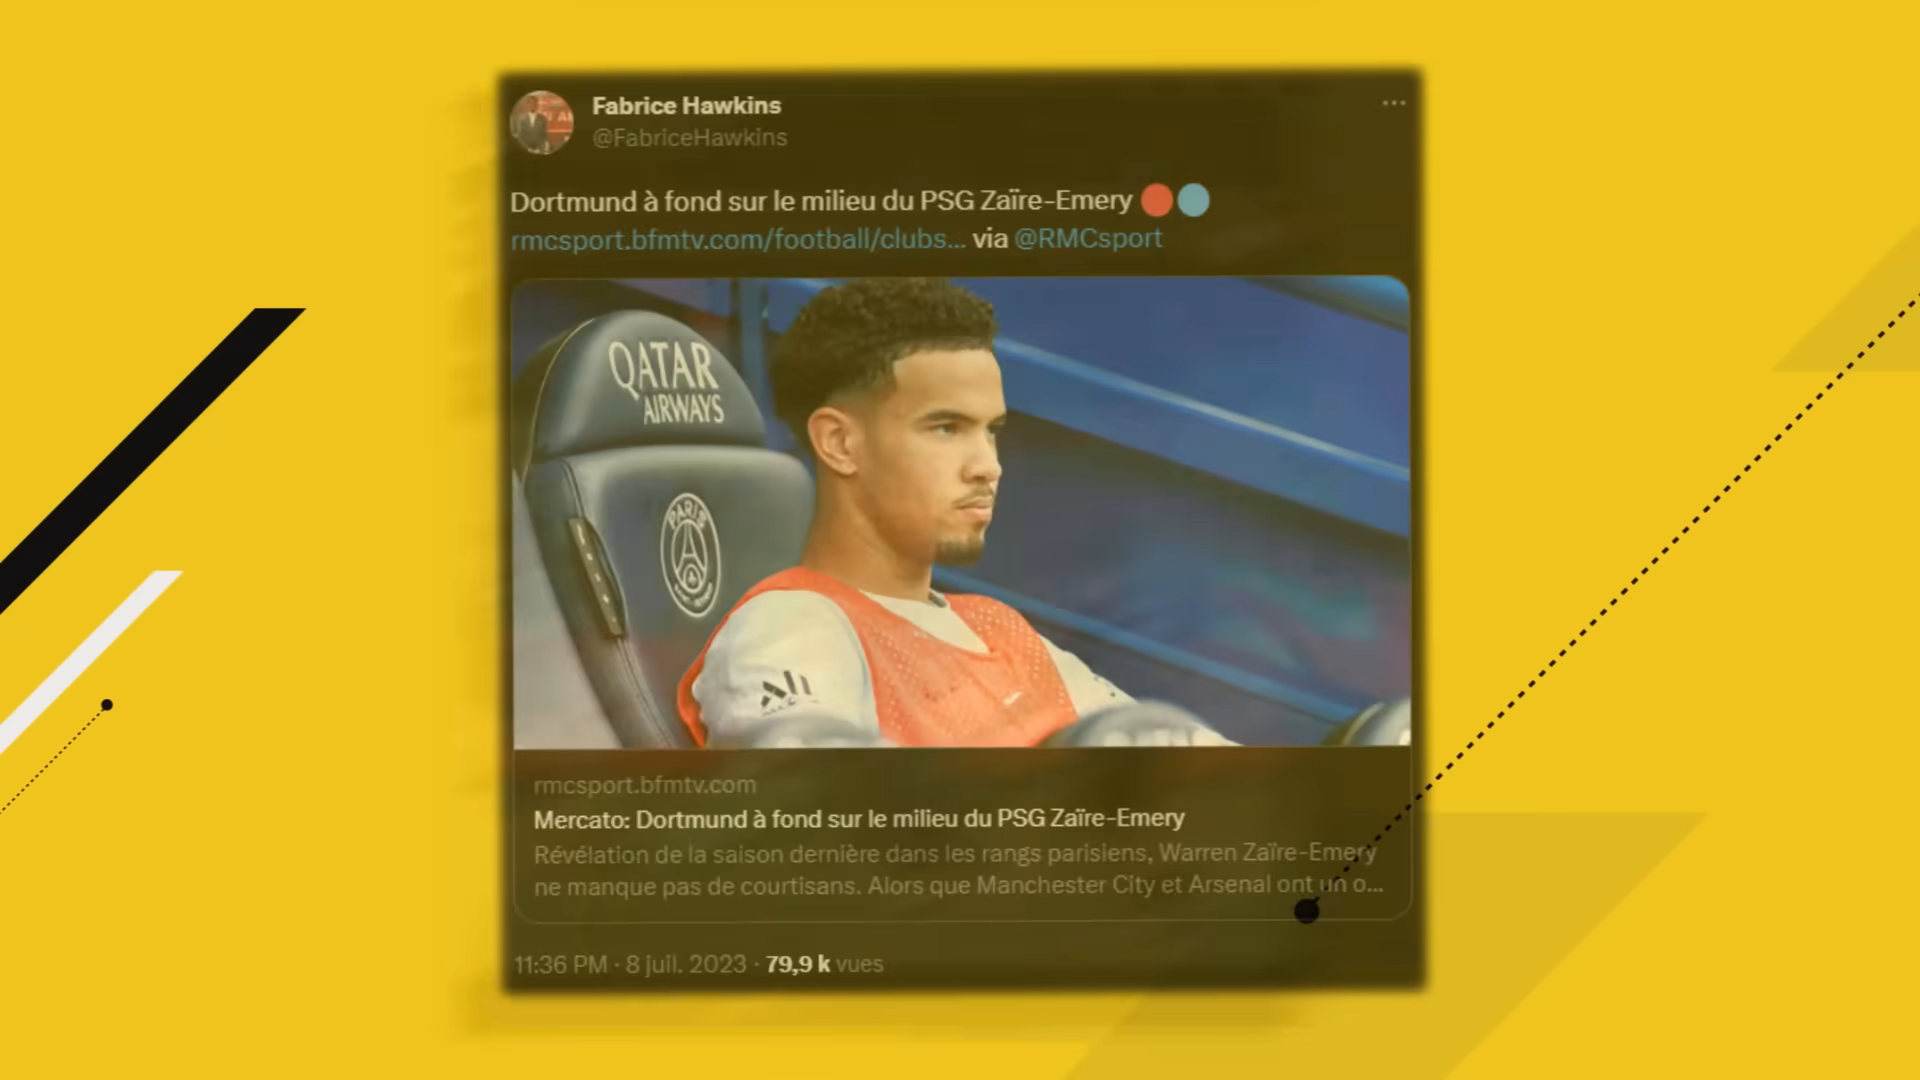 Fabrice Hawkins
@FabriceHawkins
Dortmund à fond sur le milieu du PSG Zaïre-Emery
rmcsport.bfmtv.com/football/clubs... via @RMCsport
QATAR
AIRWAYS
PARIS
rmcsport.bfmtv.com
Mercato: Dortmund à fond sur le milieu du PSG Zaïre-Emery
Révélation de la saison dernière dans les rangs parisiens, Warren Zaïre-Emery
ne manque pas de courtisans. Alors que Manchester City et Arsenal ont un o...
11:36 PM · 8 juil. 2023 · 79,9 k vues